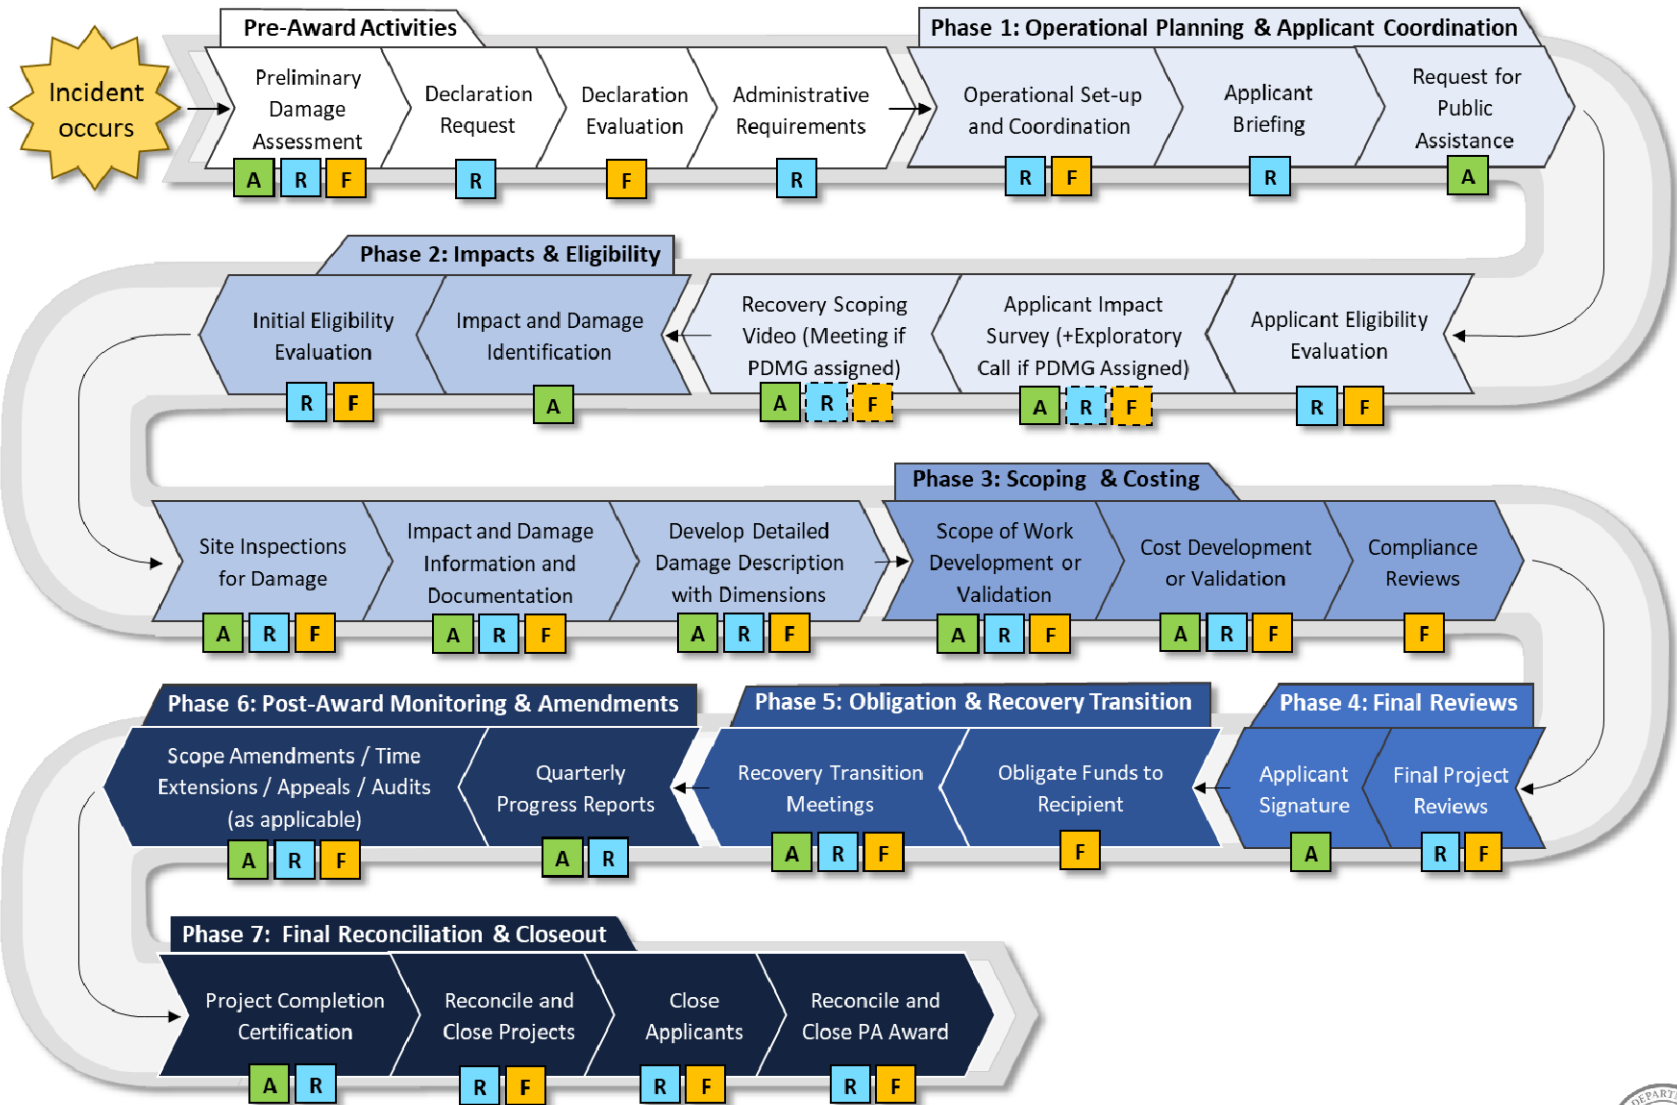 Pre-Award Activities
Phase 1: Operational Planning & Applicant Coordination
Incident
occurs
Preliminary
Damage
Assessment
A R F
Declaration
Request
R
Declaration
Evaluation
F
Administrative
Requirements
R
Operational Set-up
and Coordination
R F
Applicant
Briefing
R
Request for
Public
Assistance
A
Applicant Eligibility
Evaluation
R F
Applicant Impact
Survey (+Exploratory
Call if PDMG Assigned)
A R F
Recovery Scoping
Video (Meeting if
PDMG assigned)
A R F
Phase 2: Impacts & Eligibility
Impact and Damage
Identification
A
Initial Eligibility
Evaluation
R F
Site Inspections
for Damage
A R F
Impact and Damage
Information and
Documentation
A R F
Develop Detailed
Damage Description
with Dimensions
A R F
Phase 3: Scoping & Costing
Scope of Work
Development or
Validation
A R F
Cost Development
or Validation
A R F
Compliance
Reviews
F
Phase 4: Final Reviews
Final Project
Reviews
R F
Applicant
Signature
A
Phase 5: Obligation & Recovery Transition
Obligate Funds to
Recipient
F
Recovery Transition
Meetings
A R F
Phase 6: Post-Award Monitoring & Amendments
Quarterly
Progress Reports
A R
Scope Amendments / Time
Extensions / Appeals / Audits
(as applicable)
A R F
Phase 7: Final Reconciliation & Closeout
Project Completion
Certification
A R
Reconcile and
Close Projects
R F
Close
Applicants
R F
Reconcile and
Close PA Award
R F